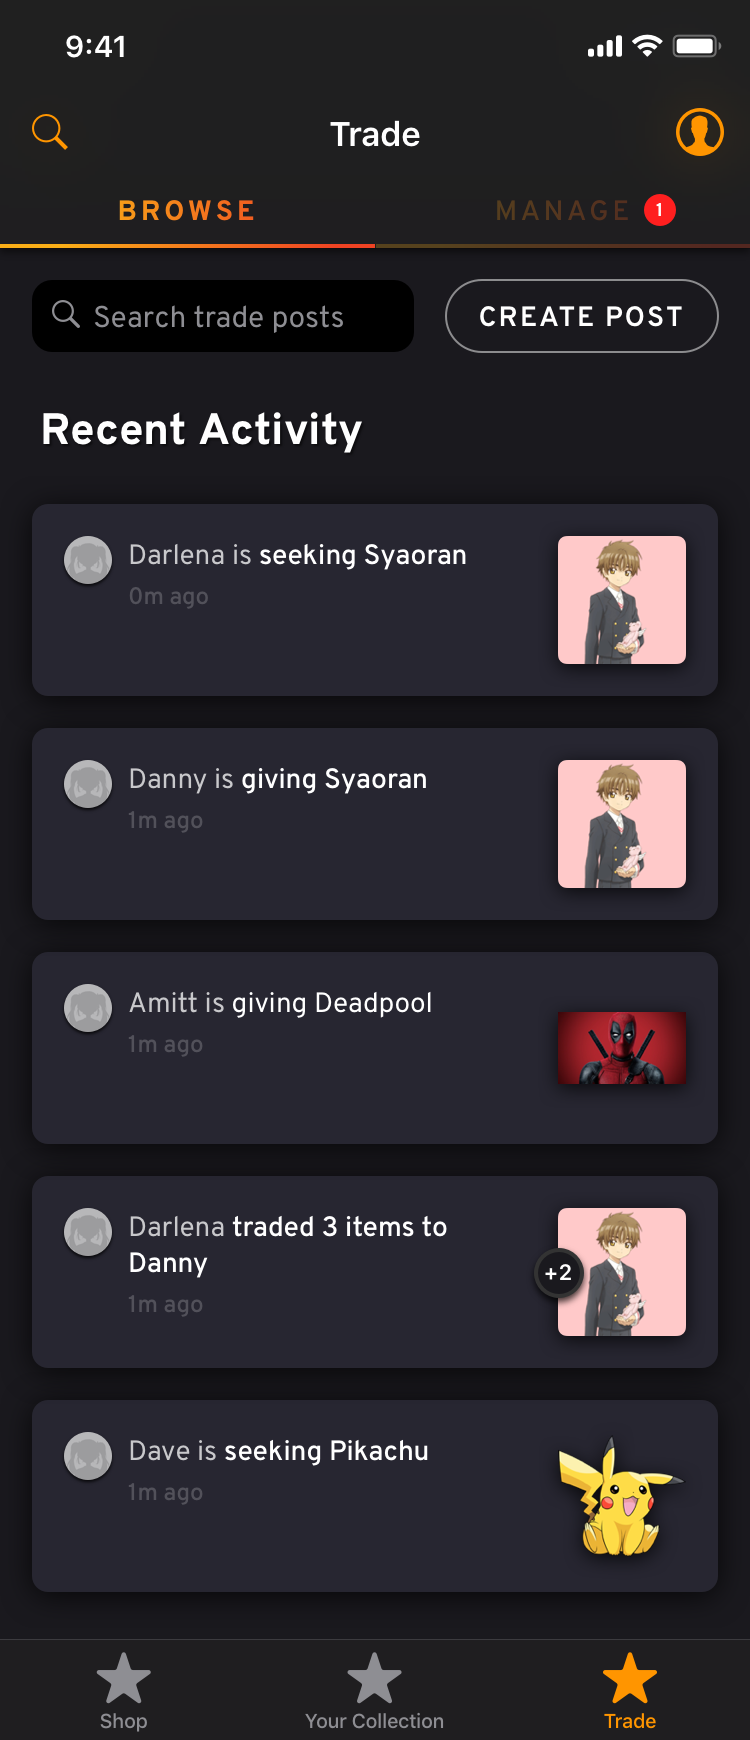 9:41
Trade
BROWSE
MANAGE 1
Search trade posts
CREATE POST
Recent Activity
Darlena is seeking Syaoran
0m ago
Danny is giving Syaoran
1m ago
Amitt is giving Deadpool
1m ago
Darlena traded 3 items to
Danny
1m ago
+2
Dave is seeking Pikachu
1m ago
Shop
Your Collection
Trade